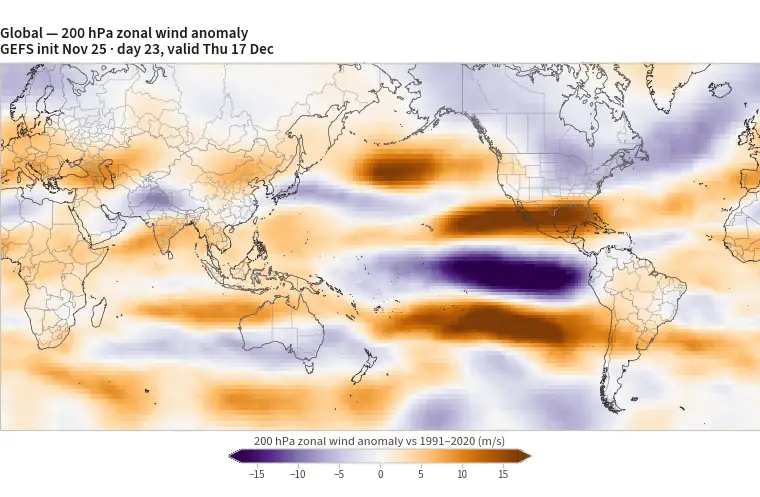 Global — 200 hPa zonal wind anomaly
GEFS init Nov 25 · day 23, valid Thu 17 Dec
200 hPa zonal wind anomaly vs 1991–2020 (m/s)
−15 −10 −5 0 5 10 15